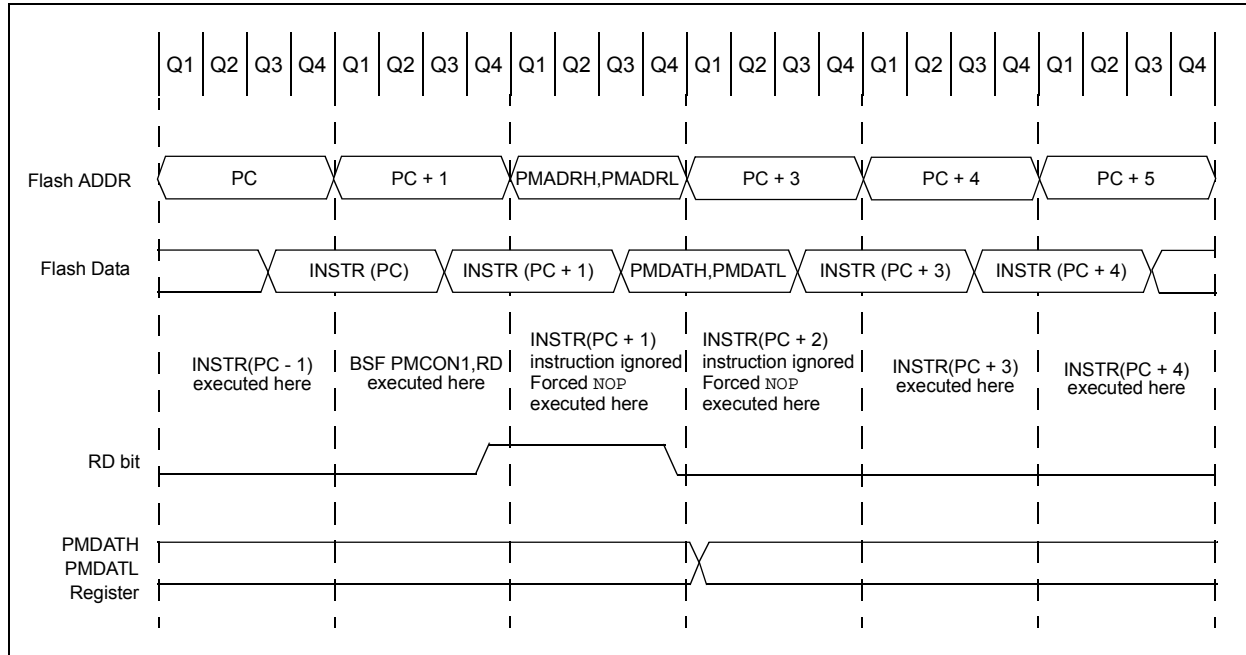 Q1 Q2 Q3 Q4 Q1 Q2 Q3 Q4 Q1 Q2 Q3 Q4 Q1 Q2 Q3 Q4 Q1 Q2 Q3 Q4 Q1 Q2 Q3 Q4
Flash ADDR PC PC + 1 PMADRH,PMADRL PC + 3 PC + 4 PC + 5
Flash Data INSTR (PC) INSTR (PC + 1) PMDATH,PMDATL INSTR (PC + 3) INSTR (PC + 4)
INSTR(PC - 1)
executed here
BSF PMCON1,RD
executed here
INSTR(PC + 1)
instruction ignored
Forced NOP
executed here
INSTR(PC + 2)
instruction ignored
Forced NOP
executed here
INSTR(PC + 3)
executed here
INSTR(PC + 4)
executed here
RD bit
PMDATH
PMDATL
Register